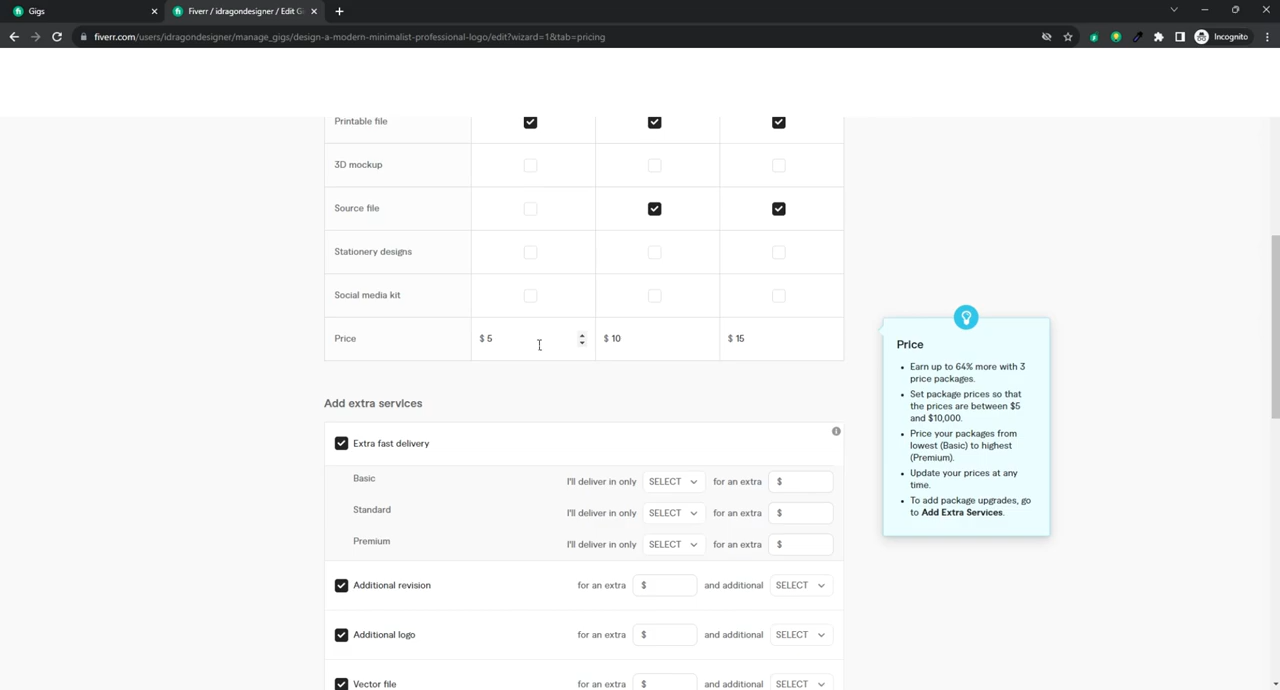 Gigs
Fiverr / idragondesigner / Edit G
fiverr.com/users/idragondesigner/manage_gigs/design-a-modern-minimalist-professional-logo/edit?wizard=1&tab=pricing
Incognito
Printable file
3D mockup
Source file
Stationery designs
Social media kit
Price $ 5 $ 10 $ 15
Price
• Earn up to 64% more with 3
price packages.
• Set package prices so that
the prices are between $5
and $10,000.
• Price your packages from
lowest (Basic) to highest
(Premium).
• Update your prices at any
time.
• To add package upgrades, go
to Add Extra Services.
Add extra services
Extra fast delivery
Basic I'll deliver in only SELECT for an extra $
Standard I'll deliver in only SELECT for an extra $
Premium I'll deliver in only SELECT for an extra $
Additional revision for an extra $ and additional SELECT
Additional logo for an extra $ and additional SELECT
Vector file for an extra $ and additional SELECT